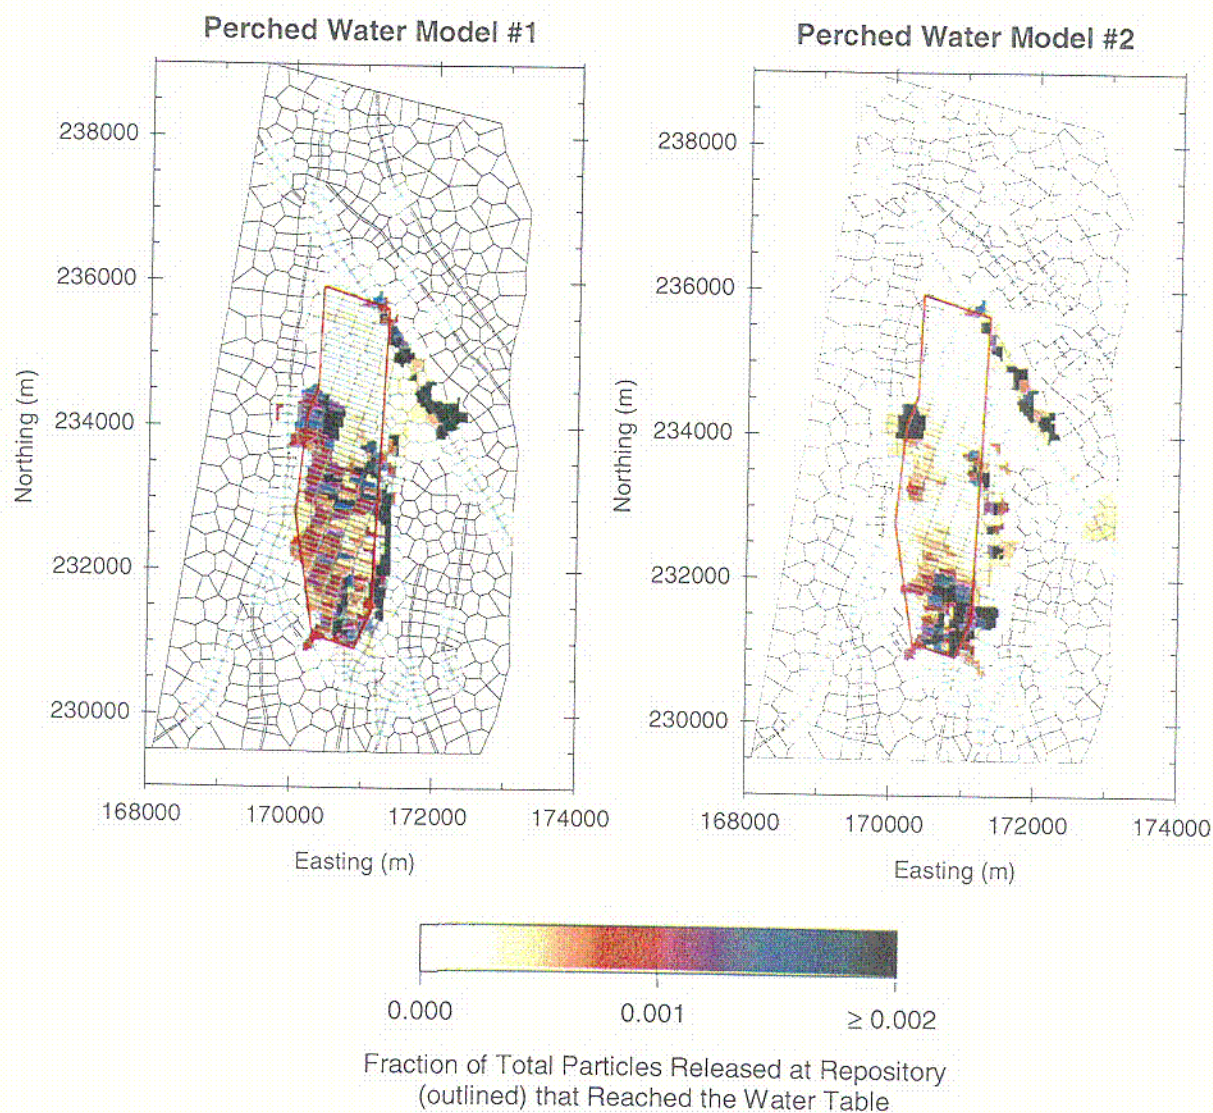 Perched Water Model #1
Perched Water Model #2
238000
236000
234000
232000
230000
Northing (m)
168000
170000
172000
174000
Easting (m)
238000
236000
234000
232000
230000
Northing (m)
168000
170000
172000
174000
Easting (m)
0.000
0.001
≥ 0.002
Fraction of Total Particles Released at Repository
(outlined) that Reached the Water Table